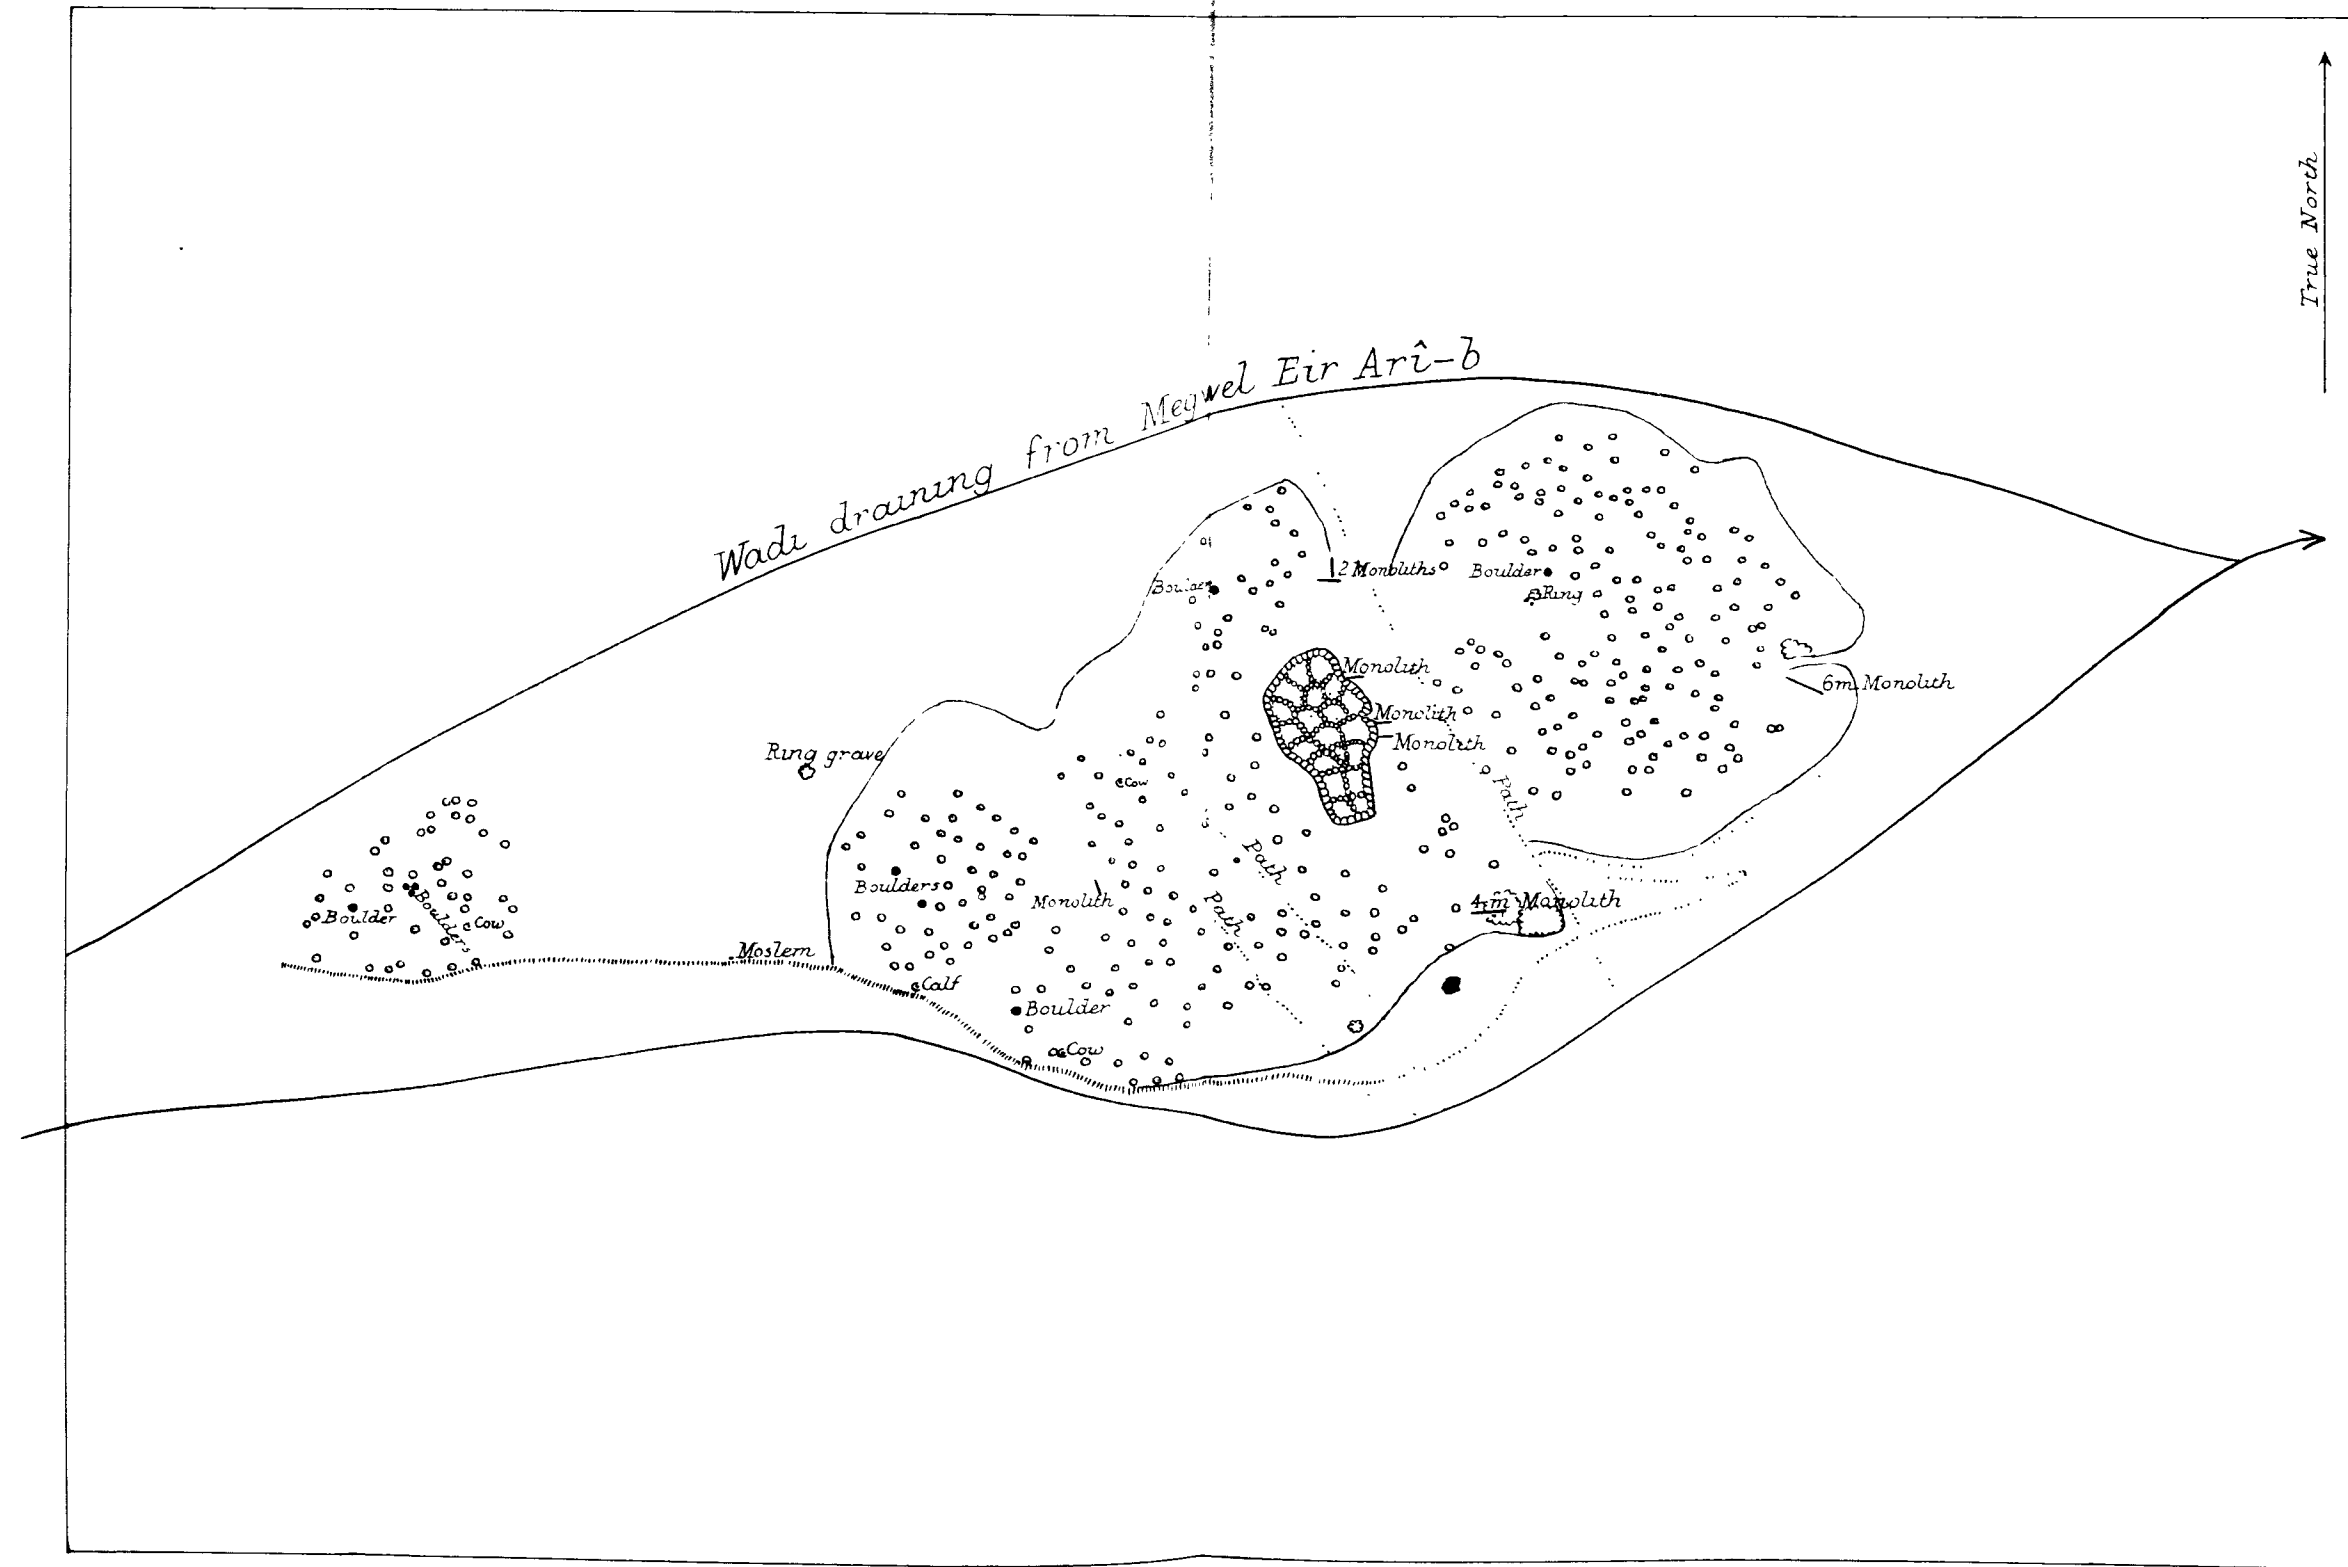 True North
Wadi draining from Megwel Eir Arî-b
2 Monoliths
Boulder
Boulder
Ring
Monolith
6m. Monolith
Monolith
Monolith
Ring grave
Cow
Path
Path
Boulders
Monolith
Path
4m Monolith
Boulder
Boulders
Cow
Moslem
Calf
Boulder
Cow